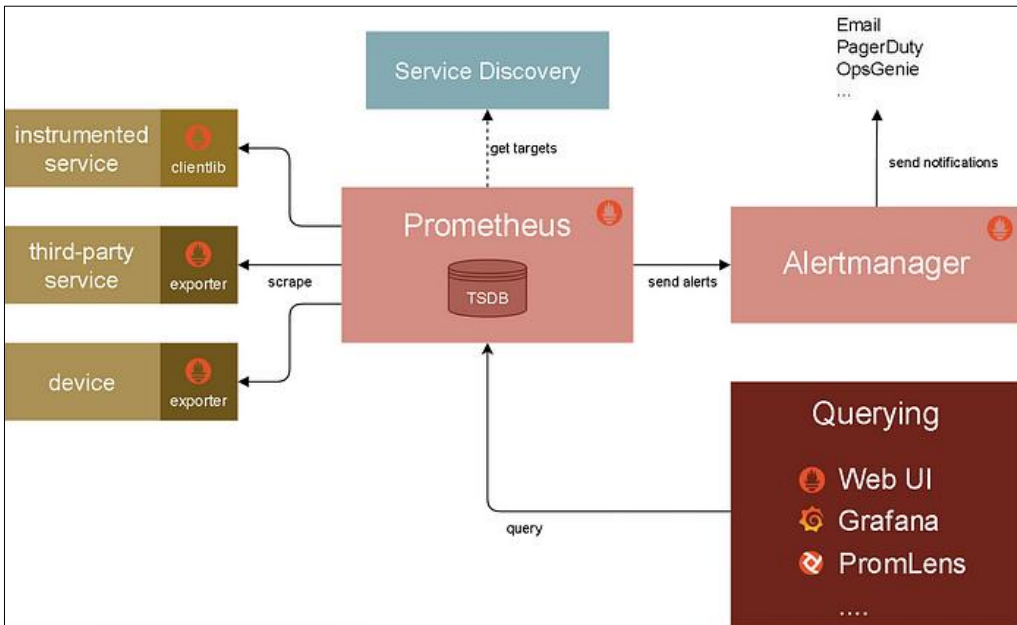 Email
PagerDuty
OpsGenie
...
Service Discovery
instrumented
service
clientlib
get targets
send notifications
Prometheus
TSDB
Alertmanager
third-party
service
exporter
scrape
send alerts
device
exporter
Querying
Web UI
Grafana
PromLens
....
query